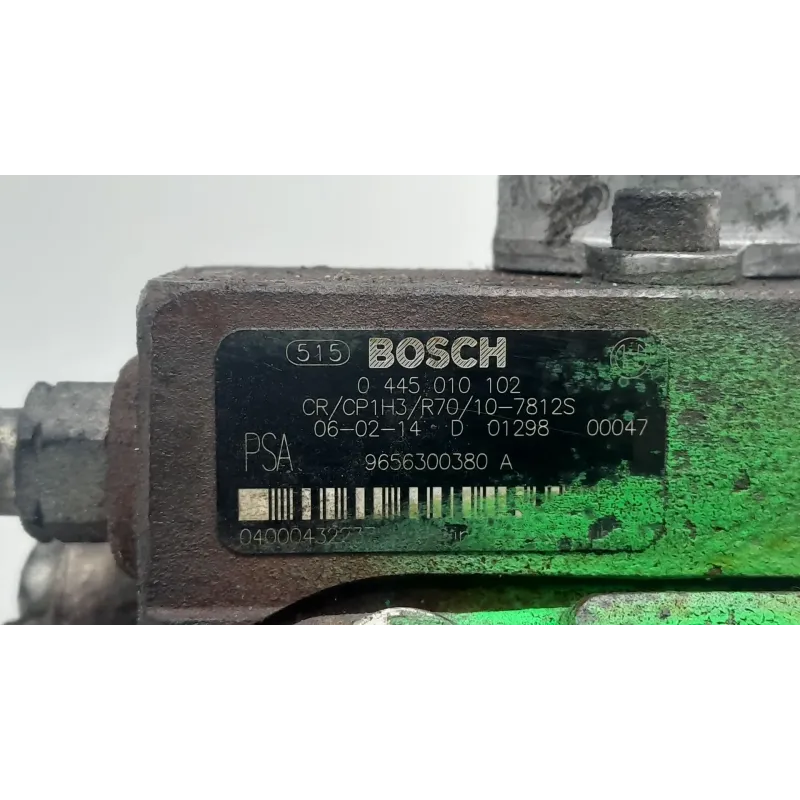 515 BOSCH
0 445 010 102
CR/CP1H3/R70/10-7812S
06-02-14 D 01298 00047
PSA 9656300380 A